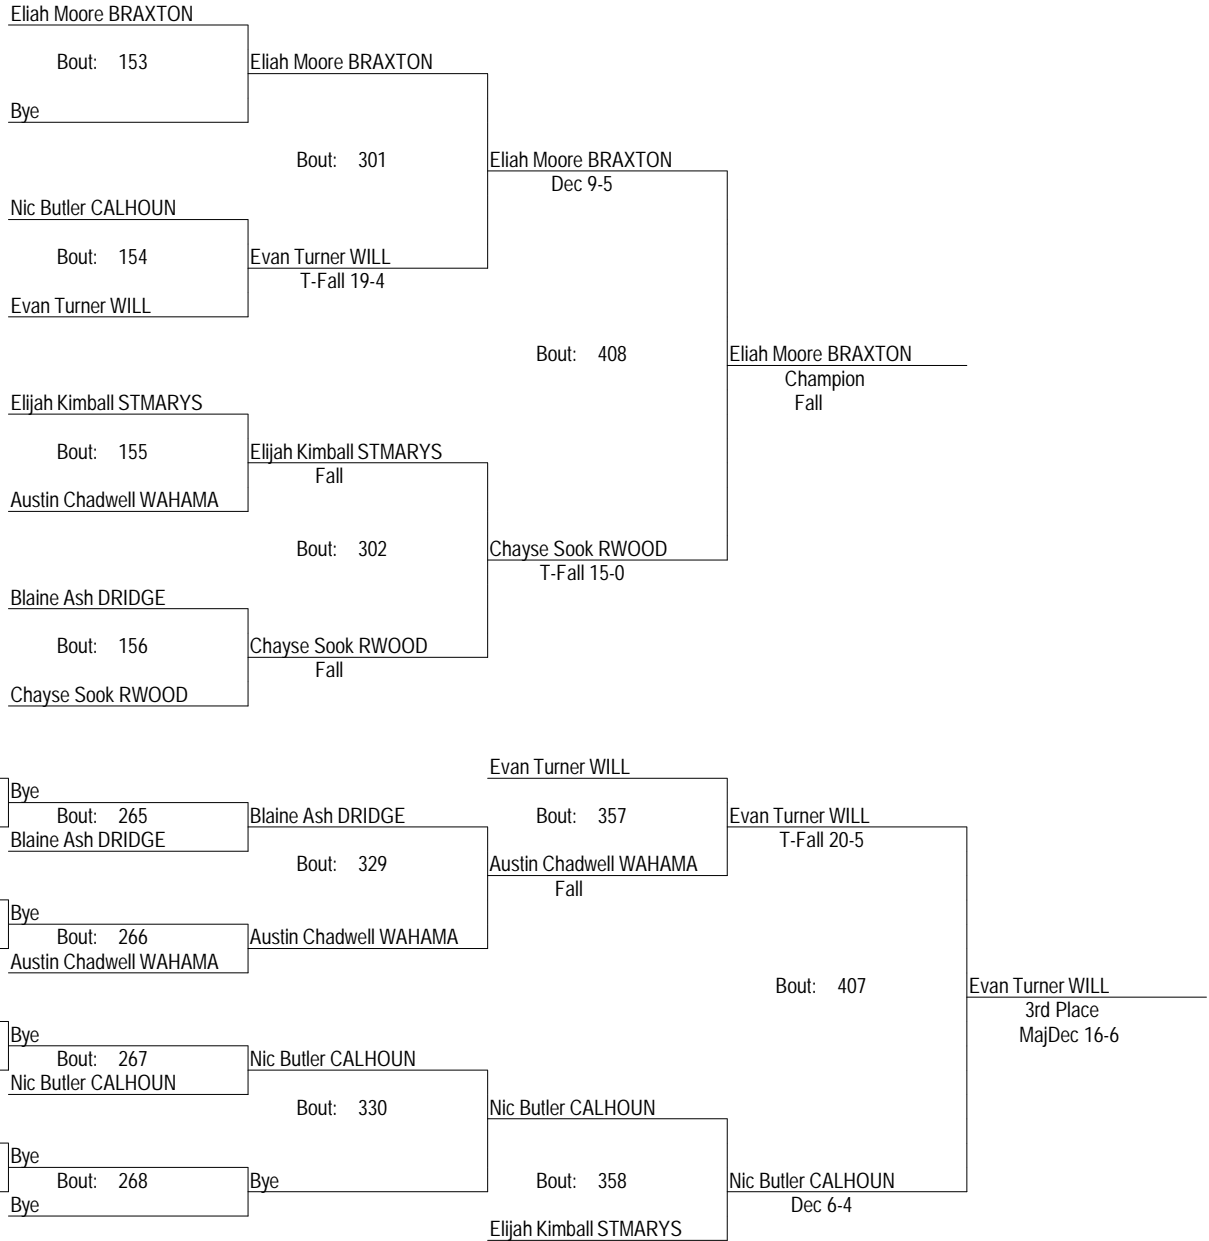 Eliah Moore BRAXTON
Bout: 153
Eliah Moore BRAXTON
Bye
Bout: 301
Eliah Moore BRAXTON
Dec 9-5
Nic Butler CALHOUN
Bout: 154
Evan Turner WILL
T-Fall 19-4
Evan Turner WILL
Bout: 408
Eliah Moore BRAXTON
Champion
Fall
Elijah Kimball STMARYS
Bout: 155
Elijah Kimball STMARYS
Fall
Austin Chadwell WAHAMA
Bout: 302
Chayse Sook RWOOD
T-Fall 15-0
Blaine Ash DRIDGE
Bout: 156
Chayse Sook RWOOD
Fall
Chayse Sook RWOOD
Evan Turner WILL
Bye
Bout: 265
Blaine Ash DRIDGE
Bout: 357
Evan Turner WILL
T-Fall 20-5
Blaine Ash DRIDGE
Bout: 329
Austin Chadwell WAHAMA
Fall
Bye
Bout: 266
Austin Chadwell WAHAMA
Austin Chadwell WAHAMA
Bout: 407
Evan Turner WILL
3rd Place
MajDec 16-6
Bye
Bout: 267
Nic Butler CALHOUN
Nic Butler CALHOUN
Bout: 330
Nic Butler CALHOUN
Bye
Bout: 268
Bye
Bout: 358
Nic Butler CALHOUN
Dec 6-4
Bye
Elijah Kimball STMARYS